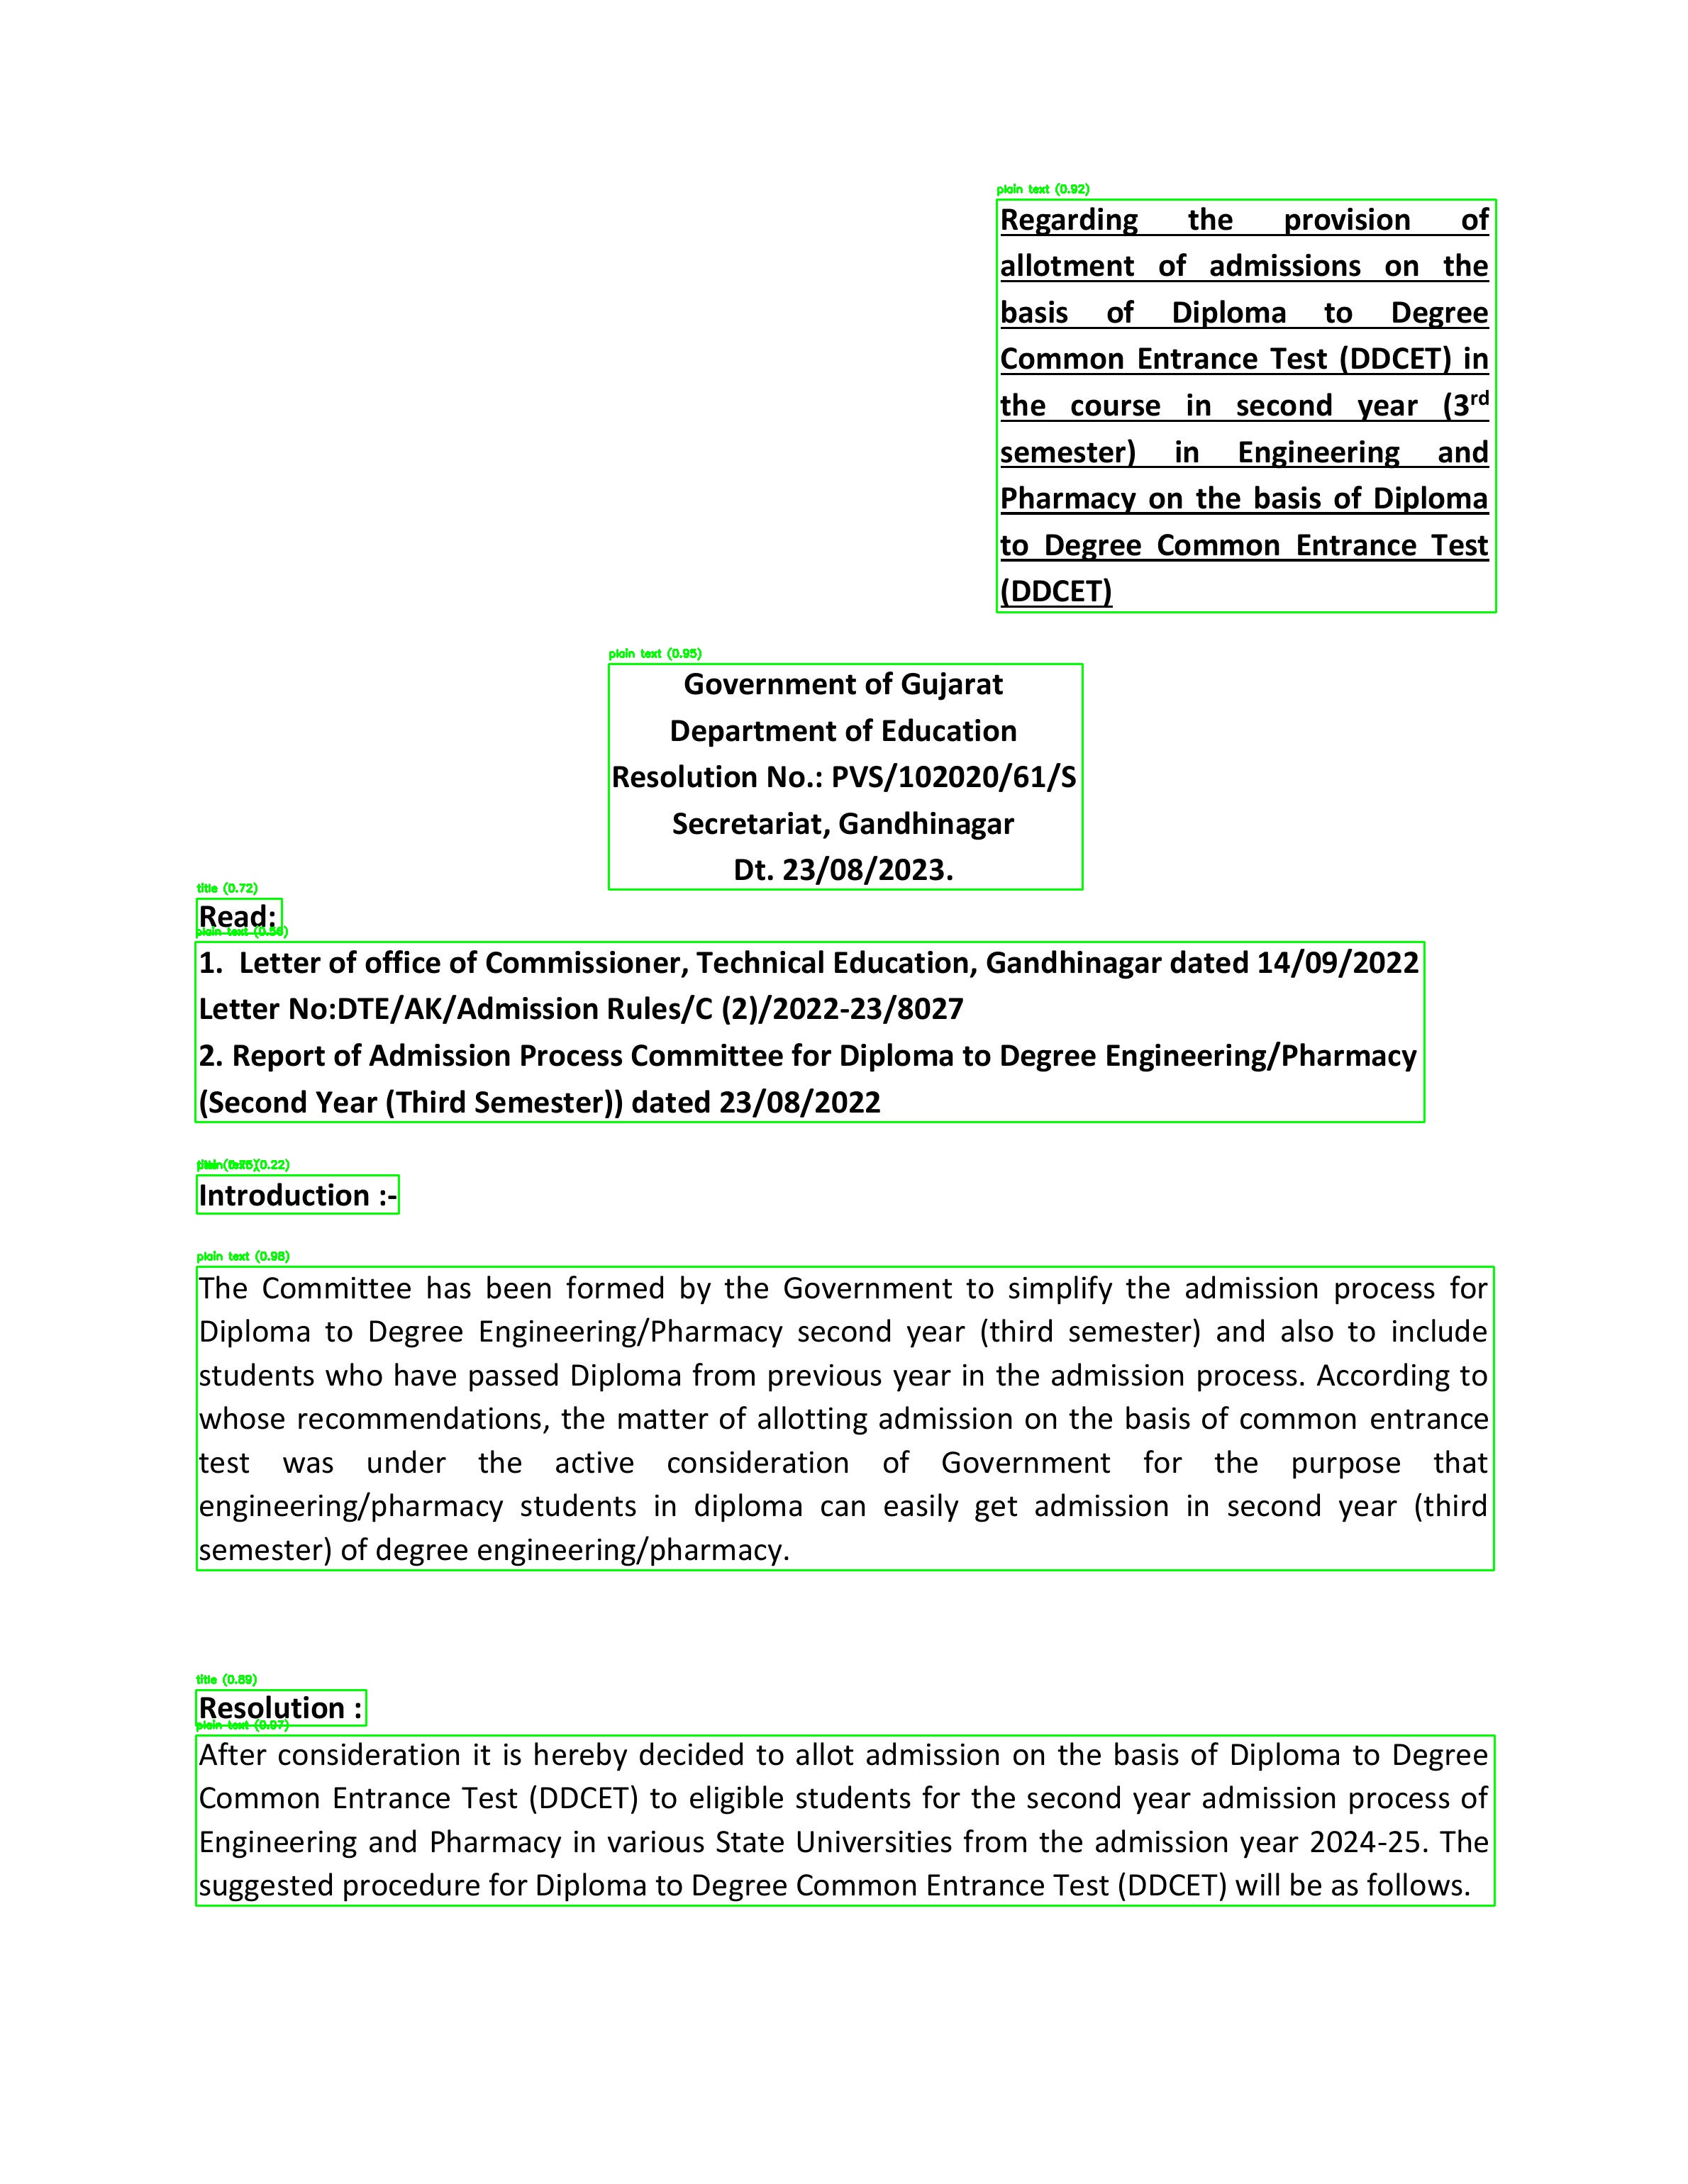 plain text (0.92)
Regarding the provision of
allotment of admissions on the
basis of Diploma to Degree
Common Entrance Test (DDCET) in
the course in second year (3rd
semester) in Engineering and
Pharmacy on the basis of Diploma
to Degree Common Entrance Test
(DDCET)
plain text (0.95)
Government of Gujarat
Department of Education
Resolution No.: PVS/102020/61/S
Secretariat, Gandhinagar
Dt. 23/08/2023.
title (0.72)
Read:
plain text
1. Letter of office of Commissioner, Technical Education, Gandhinagar dated 14/09/2022
Letter No:DTE/AK/Admission Rules/C (2)/2022-23/8027
2. Report of Admission Process Committee for Diploma to Degree Engineering/Pharmacy
(Second Year (Third Semester)) dated 23/08/2022
Introduction :-
plain text (0.98)
The Committee has been formed by the Government to simplify the admission process for
Diploma to Degree Engineering/Pharmacy second year (third semester) and also to include
students who have passed Diploma from previous year in the admission process. According to
whose recommendations, the matter of allotting admission on the basis of common entrance
test was under the active consideration of Government for the purpose that
engineering/pharmacy students in diploma can easily get admission in second year (third
semester) of degree engineering/pharmacy.
title (0.89)
Resolution :
plain text (0.97)
After consideration it is hereby decided to allot admission on the basis of Diploma to Degree
Common Entrance Test (DDCET) to eligible students for the second year admission process of
Engineering and Pharmacy in various State Universities from the admission year 2024-25. The
suggested procedure for Diploma to Degree Common Entrance Test (DDCET) will be as follows.